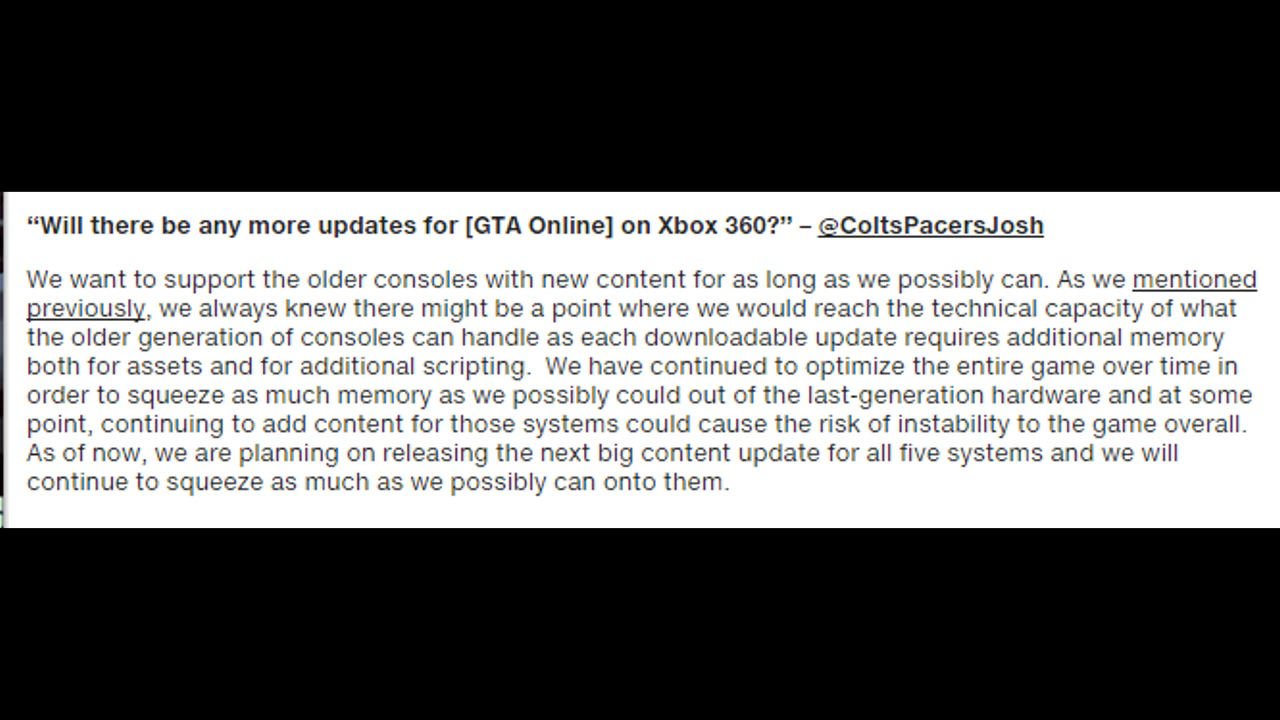 “Will there be any more updates for [GTA Online] on Xbox 360?” – @ColtsPacersJosh
We want to support the older consoles with new content for as long as we possibly can. As we mentioned
previously, we always knew there might be a point where we would reach the technical capacity of what
the older generation of consoles can handle as each downloadable update requires additional memory
both for assets and for additional scripting.  We have continued to optimize the entire game over time in
order to squeeze as much memory as we possibly could out of the last-generation hardware and at some
point, continuing to add content for those systems could cause the risk of instability to the game overall.
As of now, we are planning on releasing the next big content update for all five systems and we will
continue to squeeze as much as we possibly can onto them.